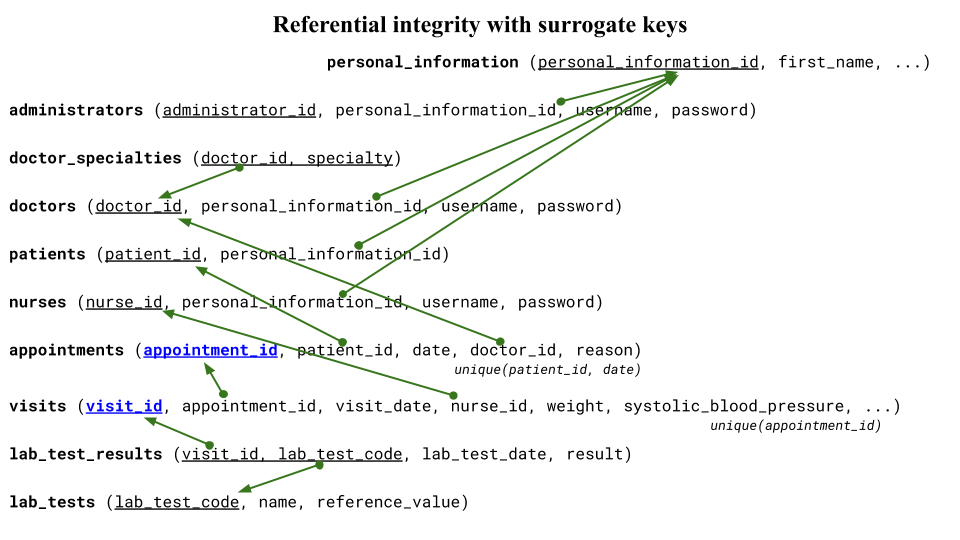 Referential integrity with surrogate keys
personal_information (personal_information_id, first_name, ...)
administrators (administrator_id, personal_information_id, username, password)
doctor_specialties (doctor_id, specialty)
doctors (doctor_id, personal_information_id, username, password)
patients (patient_id, personal_information_id)
nurses (nurse_id, personal_information_id, username, password)
appointments (appointment_id, patient_id, date, doctor_id, reason)
unique(patient_id, date)
visits (visit_id, appointment_id, visit_date, nurse_id, weight, systolic_blood_pressure, ...)
unique(appointment_id)
lab_test_results (visit_id, lab_test_code, lab_test_date, result)
lab_tests (lab_test_code, name, reference_value)